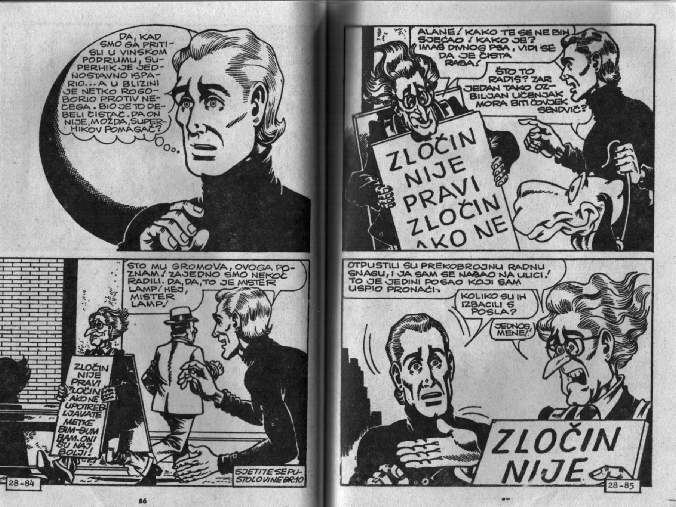 DA, KAD
SMO GA PRITI-
SLI U VINSKOM
PODRUMU, SU-
PERHIK JE JED-
NOSTAVNO ISPA-
RIO...A U BLIZINI
JE NETKO ROGO-
BORIO PROTIV NE-
ČEGA. BIO JE TO DE-
BELI ČISTAČ. DA ON
NIJE, MOŽDA, SUPER-
HIKOV POMAGAČ?
STO MU GROMOVA, OVOGA PO-
ZNAM! ZAJEDNO SMO NEKOĆ
RADILI. DA, DA, TO JE MISTER
LAMP! HEJ,
MISTER
LAMP!
ZLOČIN
NIJE
PRAVI
ZLOČIN
AKO NE
UPOTREB-
LJAVATE
METKE
BIM-BUM
BAM. ONI
SU NAJ-
BOLJI!
SJETITE SE PU-
STOLOVINE BR.10
28-84
86
ALANE! KAKO TE SE NE BIH
SJEĆAO! KAKO JE?
IMAŠ DIVNOG PSA, VIDI SE
DA JE ČISTA
RASA!
ŠTO TO
RADIŠ? ZAR
JEDAN TAKO OZ-
BILJAN UČENJAK
MORA BITI ČOVJEK
SENDVIČ?
ZLOČIN
NIJE
PRAVI
ZLOČIN
AKO NE
OTPUSTILI SU PREKOBROJNU RADNU
SNAGU, I JA SAM SE NAŠAO NA ULICI!
TO JE JEDINI POSAO KOJI SAM
USPIO PRONAĆI.
KOLIKO SU IH
IZBACILI S
POSLA?
JEDNOG,
MENE!
ZLOČIN
NIJE
28-85